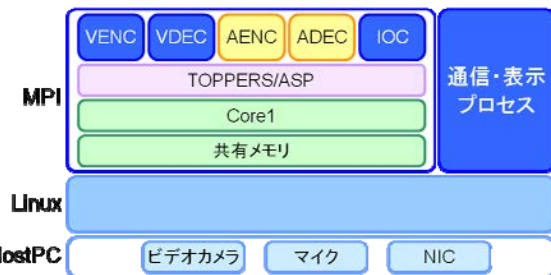 VENC VDEC AENC ADEC IOC
TOPPERS/ASP
Core1
共有メモリ
通信・表示
プロセス
MPI
Linux
HostPC
ビデオカメラ マイク NIC